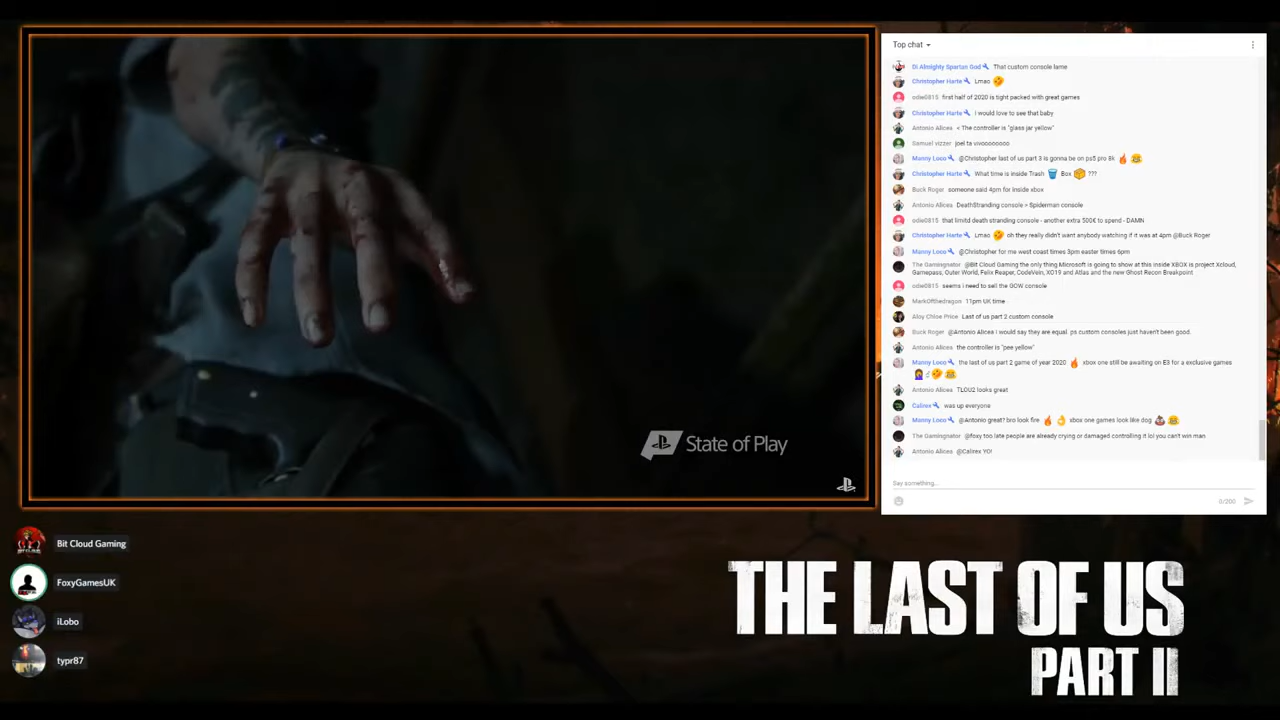 Top chat
Di Almighty Spartan God That custom console lame
Christopher Harte Lmao
odw0815 first half of 2020 is tight packed with great games
Christopher Harte I would love to see that baby
Antonio Alicea < The controller is "glass jar yellow"
Samuel vizzer joel ta vivoooooooo
Manny Loco @Christopher last of us part 3 is gonna be on ps5 pro 8k
Christopher Harte What time is inside Trash Box ???
Buck Roger someone said 4pm for inside xbox
Antonio Alicea DeathStranding console > Spiderman console
odw0815 that limitd death stranding console - another extra 500€ to spend - DAMN
Christopher Harte Lmao oh they really didn't want anybody watching if it was at 4pm @Buck Roger
Manny Loco @Christopher for me west coast times 3pm easter times 6pm
The Gamingnator @Bit Cloud Gaming the only thing Microsoft is going to show at this inside XBOX is project Xcloud,
Gamepass, Outer World, Felix Reaper, CodeVein, XO19 and Atlas and the new Ghost Recon Breakpoint
odw0815 seems i need to sell the GOW console
MarkOfthedragon 11pm UK time
Aloy Chloe Price Last of us part 2 custom console
Buck Roger @Antonio Alicea I would say they are equal. ps custom consoles just haven't been good.
Antonio Alicea the controller is "pee yellow"
Manny Loco the last of us part 2 game of year 2020 xbox one still be awaiting on E3 for a exclusive games
Antonio Alicea TLOU2 looks great
Calirex was up everyone
Manny Loco @Antonio great? bro look fire xbox one games look like dog
The Gamingnator @foxy too late people are already crying or damaged controlling it lol you can't win man
Antonio Alicea @Calirex YO!
State of Play
Say something...
0/200
Bit Cloud Gaming
FoxyGamesUK
iLobo
typr87
THE LAST OF US
PART II